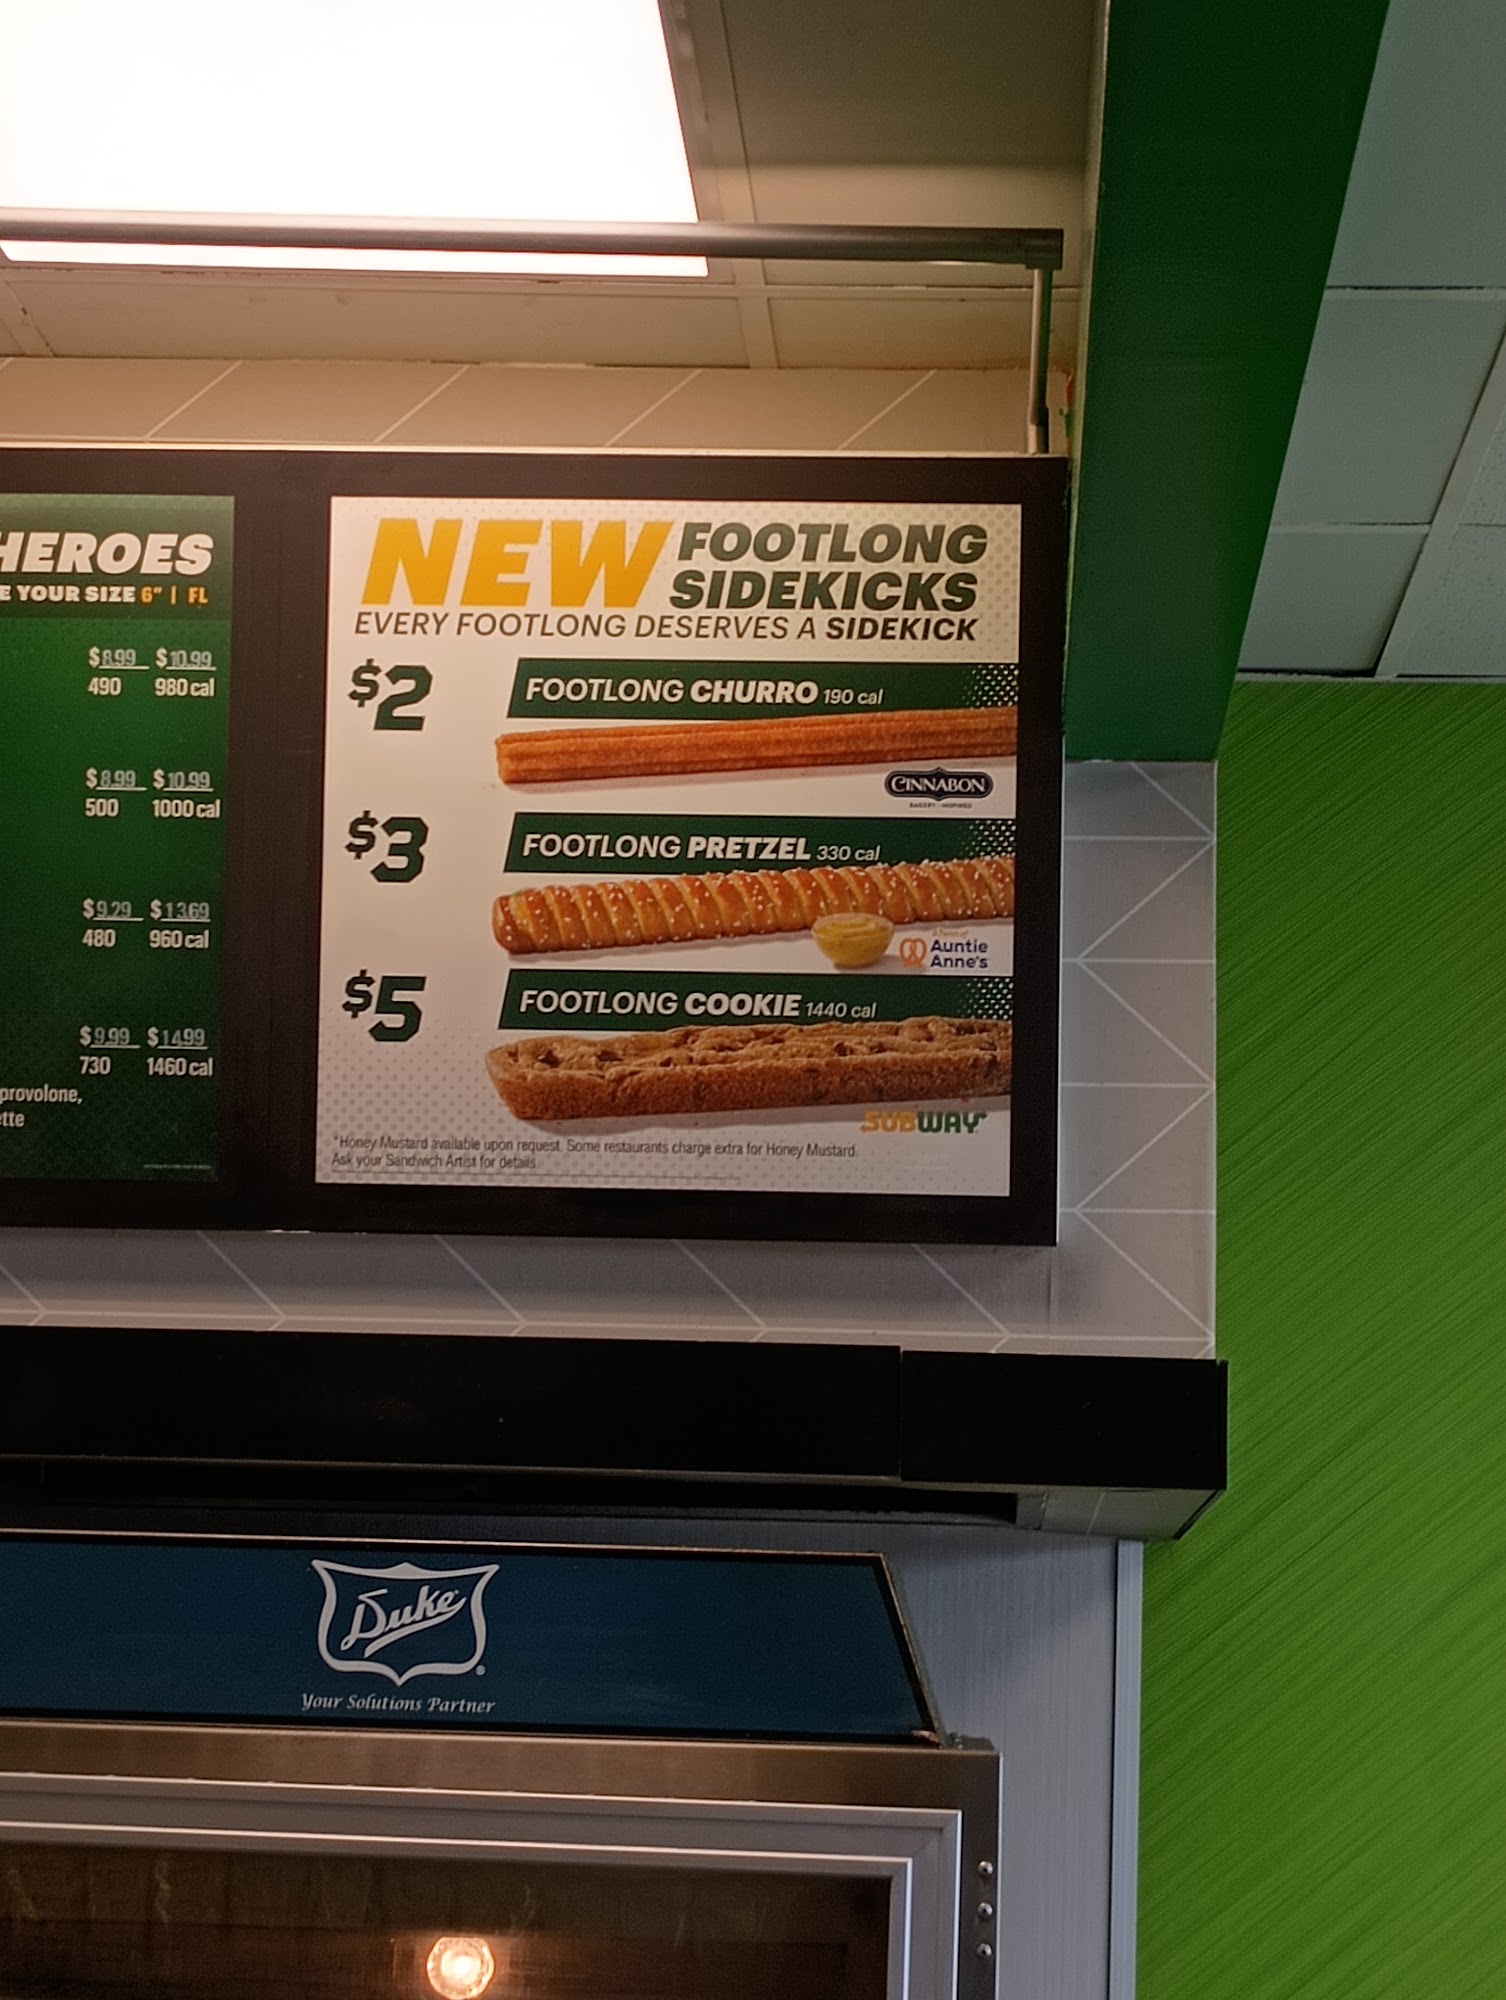 HEROES
E YOUR SIZE 6" | FL
$8.99 $10.99
490 980 cal
$8.99 $10.99
500 1000 cal
$9.29 $13.69
480 960 cal
$9.99 $14.99
730 1460 cal
provolone,
tte
NEW FOOTLONG
SIDEKICKS
EVERY FOOTLONG DESERVES A SIDEKICK
$2
FOOTLONG CHURRO 190 cal
CINNABON
BAKERY - INSPIRED
$3
FOOTLONG PRETZEL 330 cal
Auntie
Anne's
$5
FOOTLONG COOKIE 1440 cal
SUBWAY
*Honey Mustard available upon request. Some restaurants charge extra for Honey Mustard.
Ask your Sandwich Artist for details.
Duke
Your Solutions Partner